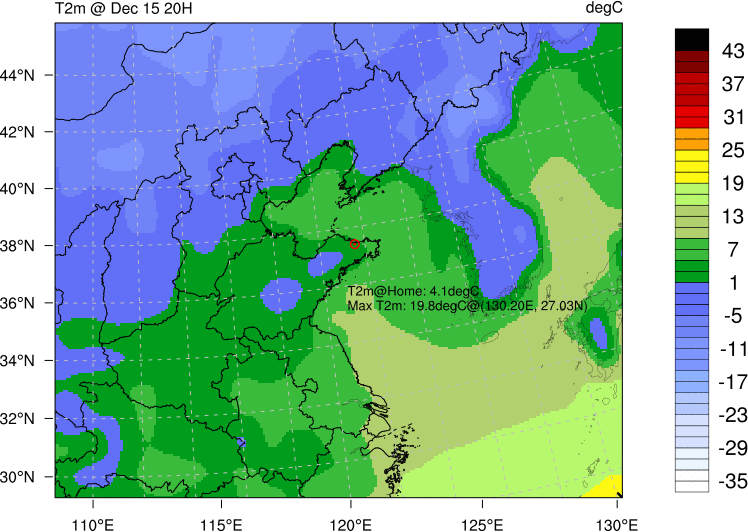 T2m @ Dec 15 20H
degC
44°N
42°N
40°N
38°N
36°N
34°N
32°N
30°N
110°E
115°E
120°E
125°E
130°E
T2m@Home: 4.1degC
Max T2m: 19.8degC@(130.20E, 27.03N)
43
37
31
25
19
13
7
1
-5
-11
-17
-23
-29
-35